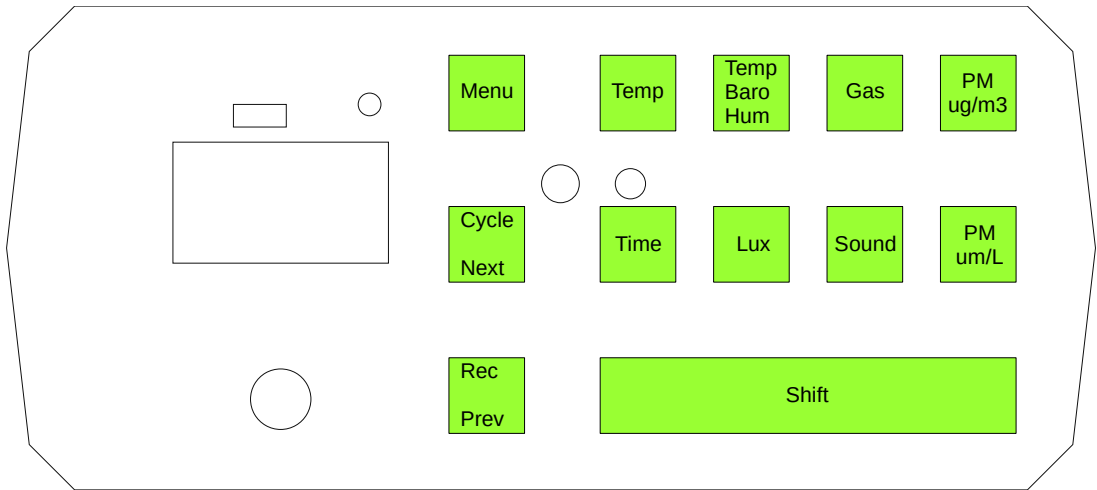 Menu
Temp
Temp
Baro
Hum
Gas
PM
ug/m3
Cycle
Next
Time
Lux
Sound
PM
um/L
Rec
Prev
Shift